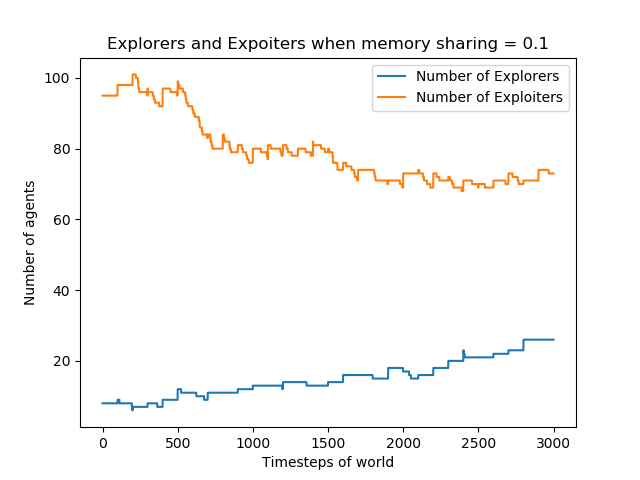 Explorers and Expoiters when memory sharing = 0.1
Number of Explorers
Number of Exploiters
100
80
60
40
20
Number of agents
0 500 1000 1500 2000 2500 3000
Timesteps of world